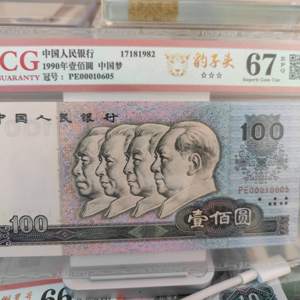 CG
GUARANTY
中国人民银行
1990年壹佰圆 中国梦
冠号: PE00010605
17181982
豹子头
☆☆☆
67
Superb Gem Unc
中国人民银行
100
PE00010605
100
壹佰圆
66